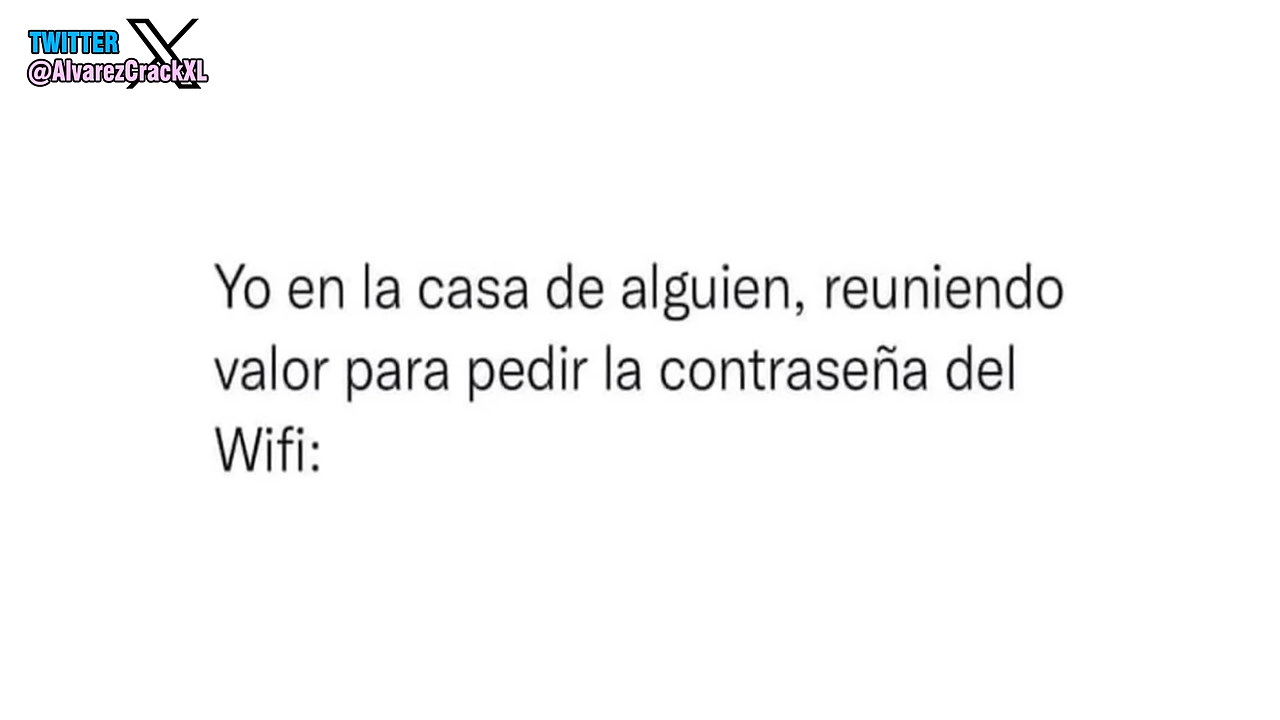 TWITTER
@AlvarezCrackXL
Yo en la casa de alguien, reuniendo
valor para pedir la contraseña del
Wifi: